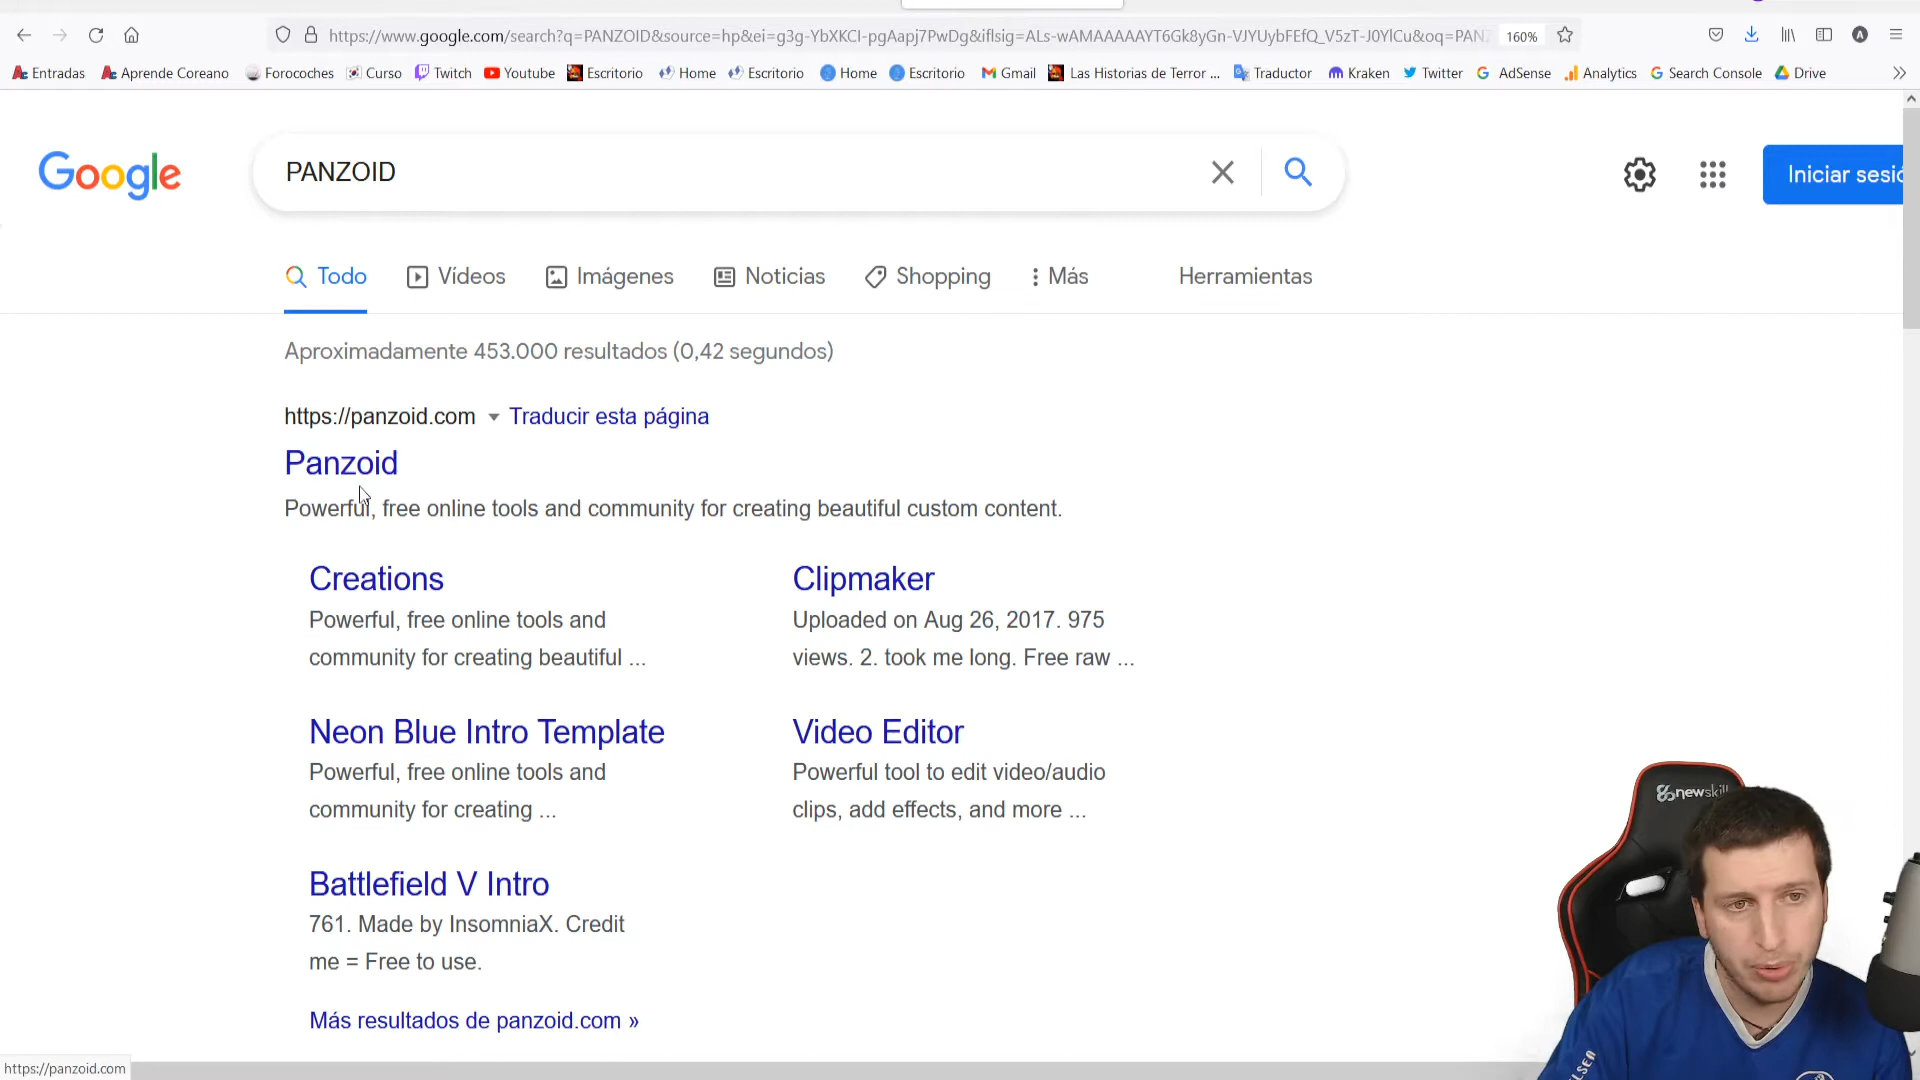 https://www.google.com/search?q=PANZOID&source=hp&ei=g3g-YbXKCI-pgAapj7PwDg&iflsig=ALs-wAMAAAAAYT6Gk8yGn-VJYUybFEfQ_V5zT-J0YlCu&oq=PANZ
160%
Entradas Aprende Coreano Forocoches Curso Twitch Youtube Escritorio Home Escritorio Home Escritorio Gmail Las Historias de Terror ... Traductor Kraken Twitter AdSense Analytics Search Console Drive
Google
PANZOID
Iniciar sesió
Todo Vídeos Imágenes Noticias Shopping Más Herramientas
Aproximadamente 453.000 resultados (0,42 segundos)
https://panzoid.com Traducir esta página
Panzoid
Powerful, free online tools and community for creating beautiful custom content.
Creations
Powerful, free online tools and
community for creating beautiful ...
Clipmaker
Uploaded on Aug 26, 2017. 975
views. 2. took me long. Free raw ...
Neon Blue Intro Template
Powerful, free online tools and
community for creating ...
Video Editor
Powerful tool to edit video/audio
clips, add effects, and more ...
Battlefield V Intro
761. Made by InsomniaX. Credit
me = Free to use.
Más resultados de panzoid.com »
https://panzoid.com
newskill
ELSEA